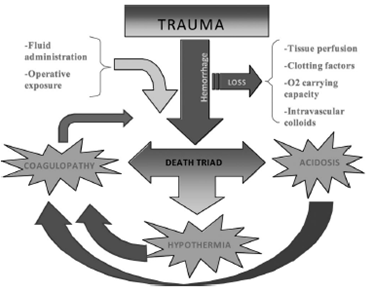 TRAUMA
-Fluid
administration
-Operative
exposure
Hemorrhage
LOSS
-Tissue perfusion
-Clotting factors
-O2 carrying
capacity
-Intravascular
colloids
COAGULOPATHY
DEATH TRIAD
ACIDOSIS
HYPOTHERMIA